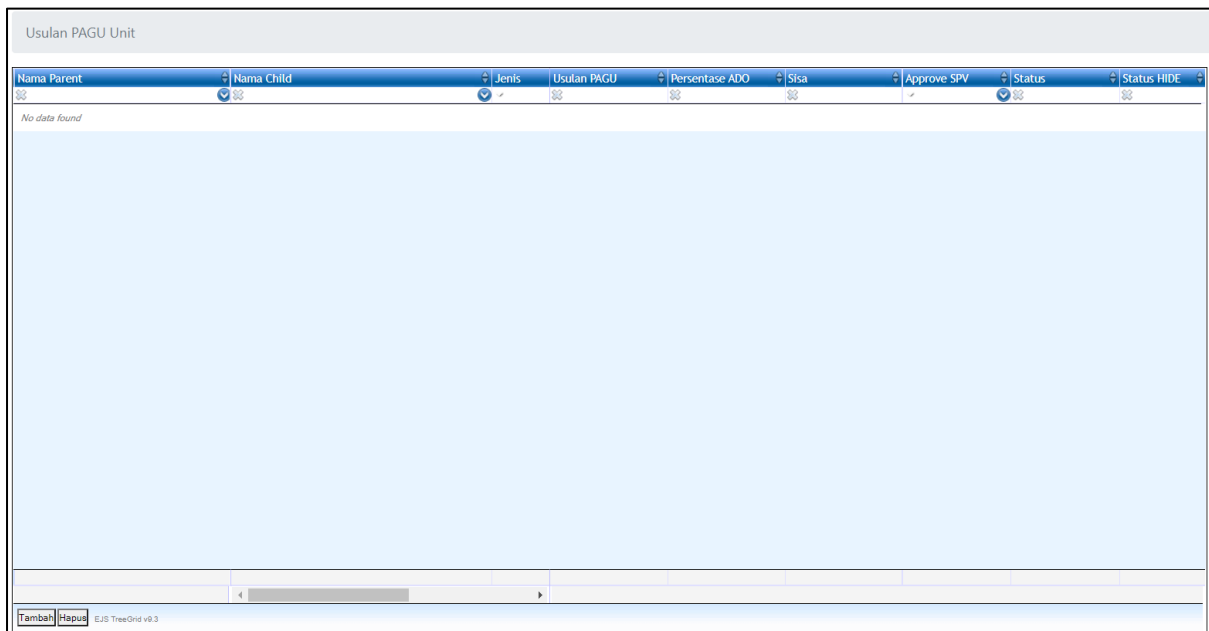 Usulan PAGU Unit
Nama Parent Nama Child Jenis Usulan PAGU Persentase ADO Sisa Approve SPV Status Status HIDE
No data found
Tambah Hapus EJS TreeGrid v9.3